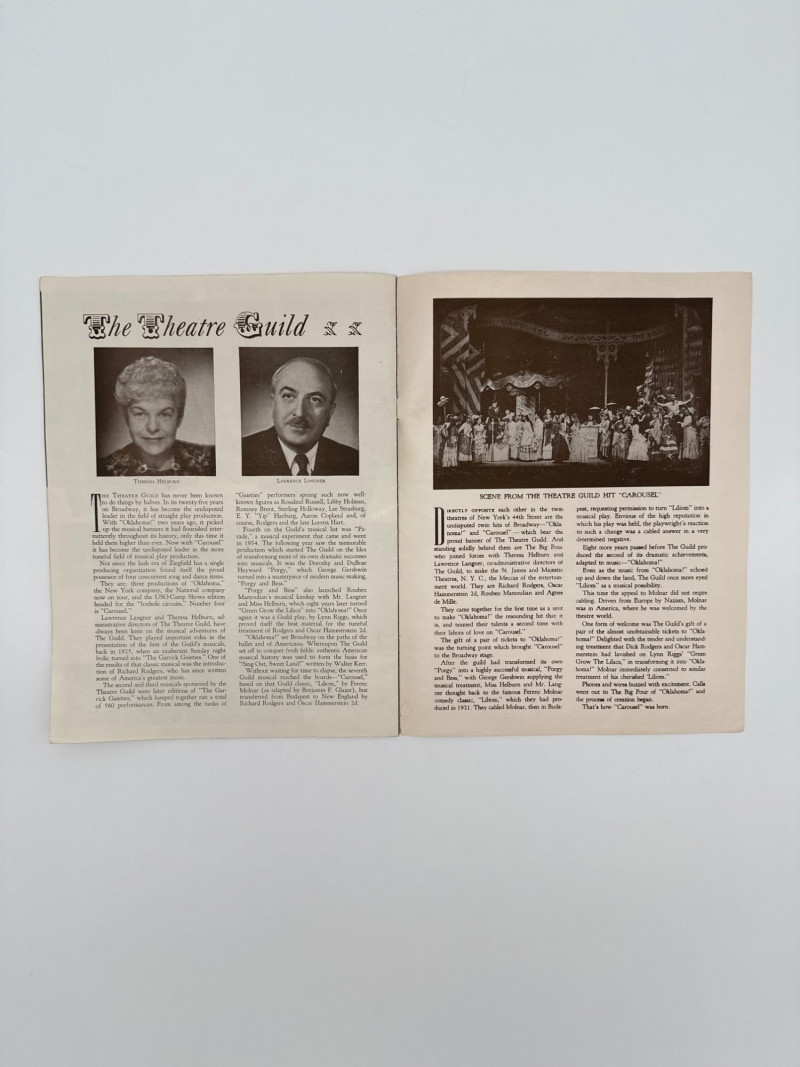 The Theatre Guild
THERESA HELBURN
LAWRENCE LANGNER
THE THEATRE GUILD has never been known
to do things by halves. In its twenty-five years
on Broadway, it has become the undisputed
leader in the field of straight play production.
With "Oklahoma!" two years ago, it picked
up the musical banners it had flourished inter-
mittently throughout its history, only this time it
held them higher than ever. Now with "Carousel"
it has become the undisputed leader in the more
tuneful field of musical play production.
Not since the lush era of Ziegfeld has a single
producing organization found itself the proud
possessor of four concurrent song and dance items.
They are: three productions of "Oklahoma,"
the New York company, the National company
now on tour, and the USO-Camp Shows edition
headed for the "foxhole circuits." Number four
is "Carousel."
Lawrence Langner and Theresa Helburn, ad-
ministrative directors of The Theatre Guild, have
always been keen on the musical adventures of
The Guild. They played important roles in the
presentation of the first of the Guild's musicals,
back in 1925, when an exuberant Sunday night
frolic turned into "The Garrick Gaieties." One of
the results of that classic musical was the introduc-
tion of Richard Rodgers, who has since written
some of America's greatest music.
The second and third musicals sponsored by the
Theatre Guild were later editions of "The Gar-
rick Gaieties," which lumped together ran a total
of 960 performances. From among the ranks of
"Gaieties" performers sprang such now well-
known figures as Rosalind Russell, Libby Holman,
Romney Brent, Sterling Holloway, Lee Strasburg,
E. Y. "Yip" Harburg, Aaron Copland and, of
course, Rodgers and the late Lorenz Hart.
Fourth on the Guild's musical list was "Pa-
rade," a musical experiment that came and went
in 1934. The following year saw the memorable
production which started The Guild on the Idea
of transforming more of its own dramatic successes
into musicals. It was the Dorothy and DuBose
Heyward "Porgy," which George Gershwin
turned into a masterpiece of modern music-making,
"Porgy and Bess."
"Porgy and Bess" also launched Rouben
Mamoulian's musical kinship with Mr. Langner
and Miss Helburn, which eight years later turned
"Green Grow the Lilacs" into "Oklahoma!" Once
again it was a Guild play, by Lynn Riggs, which
proved itself the best material for the tuneful
treatment of Rodgers and Oscar Hammerstein 2d.
"Oklahoma!" set Broadway on the paths of the
ballet and of Americana. Whereupon The Guild
set off to conquer fresh fields: authentic American
musical history was used to form the basis for
"Sing Out, Sweet Land!" written by Walter Kerr.
Without waiting for time to elapse, the seventh
Guild musical reached the boards—"Carousel,"
based on that Guild classic, "Liliom," by Ferenc
Molnar (as adapted by Benjamin F. Glazer), but
transferred from Budapest to New England by
Richard Rodgers and Oscar Hammerstein 2d.
SCENE FROM THE THEATRE GUILD HIT "CAROUSEL"
DIRECTLY OPPOSITE each other in the twin
theatres of New York's 44th Street are the
undisputed twin hits of Broadway—"Okla
homa!" and "Carousel"—which bear the
proud banner of The Theatre Guild. And
standing solidly behind them are The Big Four
who joined forces with Theresa Helburn and
Lawrence Langner, co-administrative directors of
The Guild, to make the St. James and Majestic
Theatres, N. Y. C., the Meccas of the entertain-
ment world. They are Richard Rodgers, Oscar
Hammerstein 2d, Rouben Mamoulian and Agnes
de Mille.
They came together for the first time as a unit
to make "Oklahoma!" the resounding hit that it
is, and teamed their talents a second time with
their labors of love on "Carousel."
The gift of a pair of tickets to "Oklahoma!"
was the turning point which brought "Carousel"
to the Broadway stage.
After the guild had transformed its own
"Porgy" into a highly successful musical, "Porgy
and Bess," with George Gershwin supplying the
musical treatment, Miss Helburn and Mr. Lang-
ner thought back to the famous Ferenc Molnar
comedy classic, "Liliom," which they had pro-
duced in 1921. They cabled Molnar, then in Buda-
pest, requesting permission to turn "Liliom" into a
musical play. Envious of the high reputation in
which his play was held, the playwright's reaction
to such a change was a cabled answer in a very
determined negative.
Eight more years passed before The Guild pro-
duced the second of its dramatic achievements,
adapted to music—"Oklahoma!"
Even as the music from "Oklahoma!" echoed
up and down the land, The Guild once more eyed
"Liliom" as a musical possibility.
This time the appeal to Molnar did not require
cabling. Driven from Europe by Nazism, Molnar
was in America, where he was welcomed by the
theatre world.
One form of welcome was The Guild's gift of a
pair of the almost unobtainable tickets to "Okla-
homa!" Delighted with the tender and understand-
ing treatment that Dick Rodgers and Oscar Ham-
merstein had lavished on Lynn Riggs' "Green
Grow The Lilacs," in transforming it into "Okla-
homa!" Molnar immediately consented to similar
treatment of his cherished "Liliom."
Phones and wires buzzed with excitement. Calls
went out to The Big Four of "Oklahoma!" and
the process of creation began.
That's how "Carousel" was born.